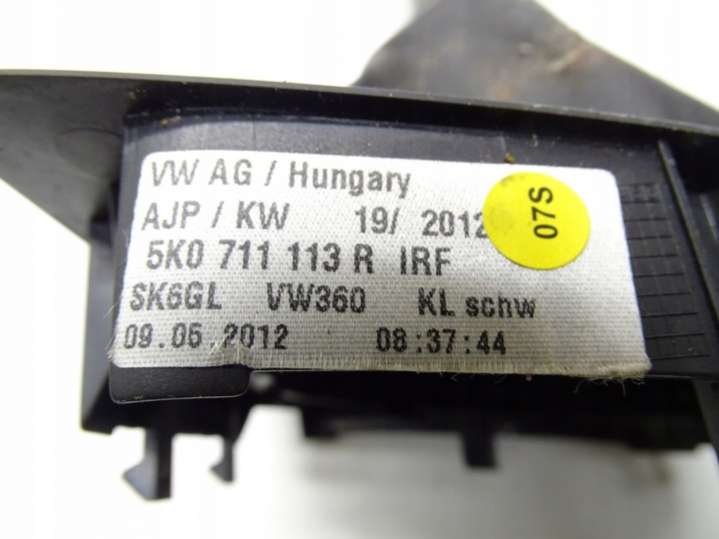 VW AG / Hungary
AJP / KW 19/ 2012
07S
5K0 711 113 R IRF
SK6GL VW360 KL schw
09.05.2012 08:37:44